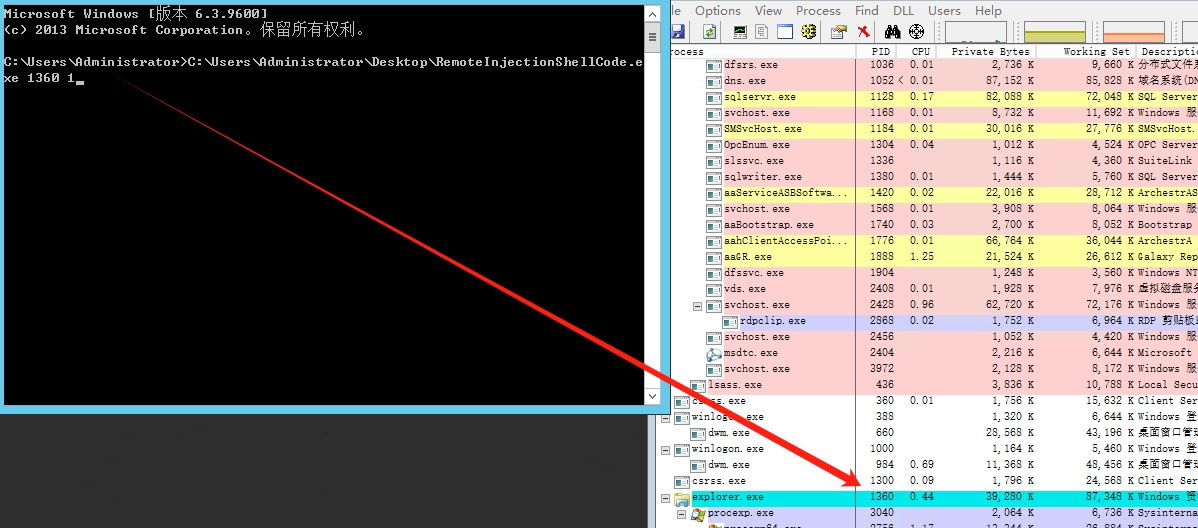 Microsoft Windows [版本 6.3.9600]
(c) 2013 Microsoft Corporation。保留所有权利。
C:\Users\Administrator>C:\Users\Administrator\Desktop\RemoteInjectionShellCode.e
xe 1360 1
Options View Process Find DLL Users Help
rocess PID CPU Private Bytes Working Set Descripti
dfsrs.exe 1036 0.01 2,736 K 9,660 K 分布式文件系
dns.exe 1052 < 0.01 87,152 K 85,828 K 域名系统(DN
sqlservr.exe 1128 0.17 82,088 K 72,048 K SQL Server
svchost.exe 1168 0.01 8,732 K 11,692 K Windows 服
SMSvcHost.exe 1184 0.01 30,016 K 27,776 K SMSvcHost.
OpcEnum.exe 1304 0.04 1,012 K 4,524 K OPC Server
slssvc.exe 1336 1,116 K 4,360 K SuiteLink
sqlwriter.exe 1380 0.01 1,444 K 5,760 K SQL Server
aaServiceASBSoftwa... 1420 0.02 22,016 K 28,712 K ArchestrAS
svchost.exe 1568 0.01 3,908 K 8,064 K Windows 服
aaBootstrap.exe 1740 0.03 2,700 K 8,052 K Bootstrap
aahClientAccessPoi... 1776 0.01 66,764 K 36,044 K ArchestrA
aaGR.exe 1888 1.25 21,524 K 26,612 K Galaxy Rep
dfssvc.exe 1904 1,248 K 3,560 K Windows NT
vds.exe 2408 0.01 1,928 K 7,976 K 虚拟磁盘服务
svchost.exe 2428 0.96 62,720 K 72,176 K Windows 服
rdpclip.exe 2868 0.02 1,752 K 6,964 K RDP 剪贴板
svchost.exe 2456 1,052 K 4,420 K Windows 服
msdtc.exe 2404 2,216 K 6,644 K Microsoft
svchost.exe 3972 2,128 K 8,172 K Windows 服
lsass.exe 436 3,836 K 10,788 K Local Secu
csrss.exe 360 0.01 1,756 K 15,632 K Client Ser
winlogon.exe 388 1,320 K 6,644 K Windows 登
dwm.exe 660 28,568 K 43,196 K 桌面窗口管
winlogon.exe 1000 1,164 K 5,460 K Windows 登
dwm.exe 984 0.69 11,368 K 48,456 K 桌面窗口管
csrss.exe 1300 0.09 1,796 K 24,568 K Client Ser
explorer.exe 1360 0.44 39,280 K 87,348 K Windows 资
procexp.exe 3040 2,064 K 6,736 K Sysinterna